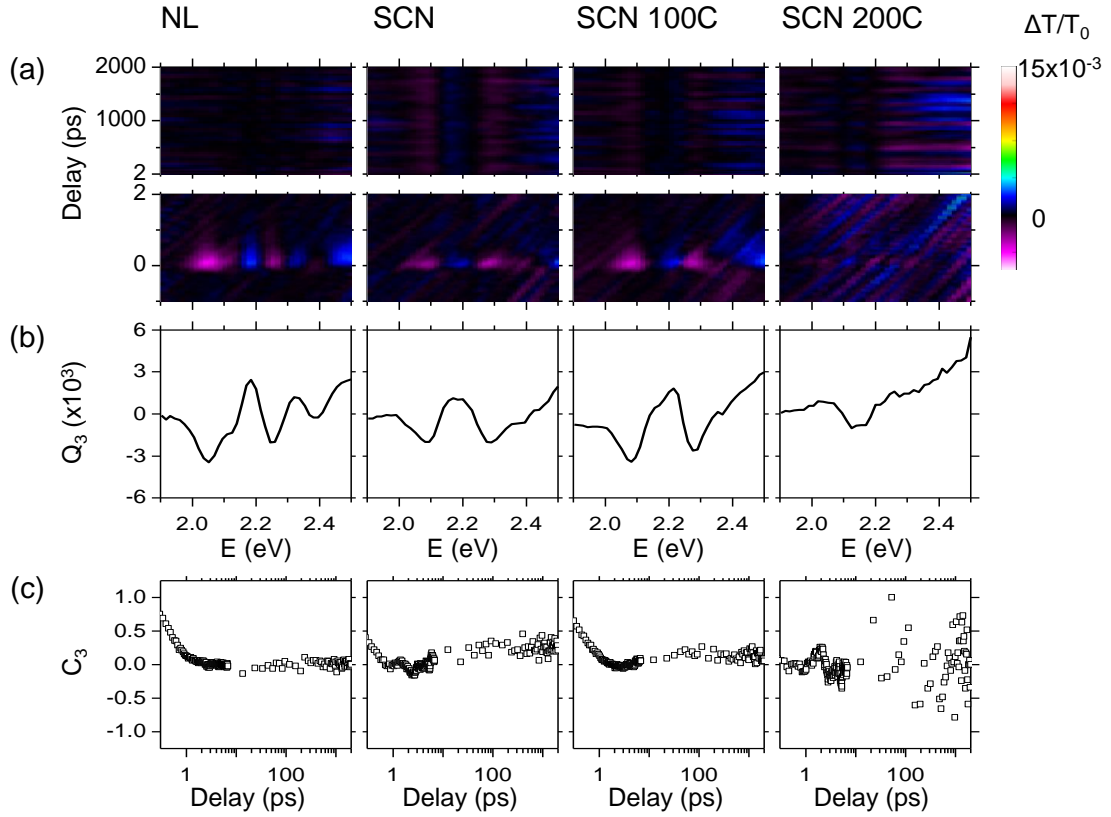 NL SCN SCN 100C SCN 200C ΔT/T₀
(a) 2000 15x10⁻³
Delay (ps)
1000
2
2
0
0
(b) 6
3
0
-3
-6
Q₃ (x10³)
2.0 2.2 2.4 2.0 2.2 2.4 2.0 2.2 2.4 2.0 2.2 2.4
E (eV) E (eV) E (eV) E (eV)
(c) 1.0
0.5
0.0
-0.5
-1.0
C₃
1 100 1 100 1 100 1 100
Delay (ps) Delay (ps) Delay (ps) Delay (ps)